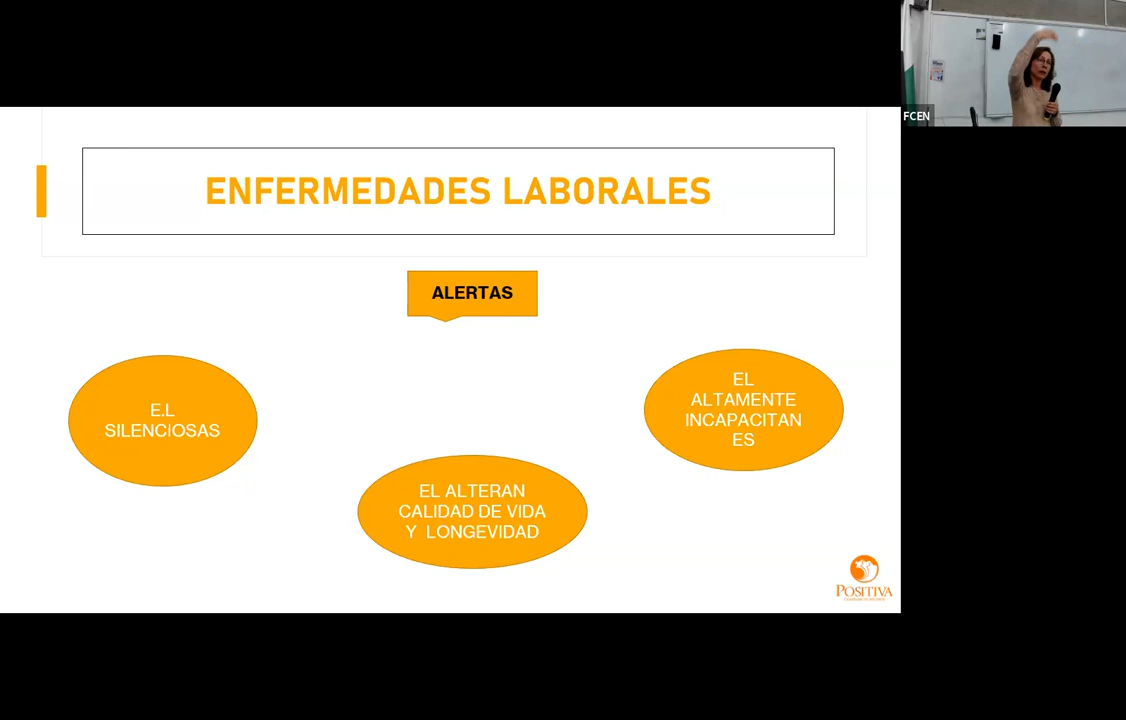 FCEN
ENFERMEDADES LABORALES
ALERTAS
E.L
SILENCIOSAS
EL ALTERAN
CALIDAD DE VIDA
Y LONGEVIDAD
EL
ALTAMENTE
INCAPACITAN
ES
POSITIVA